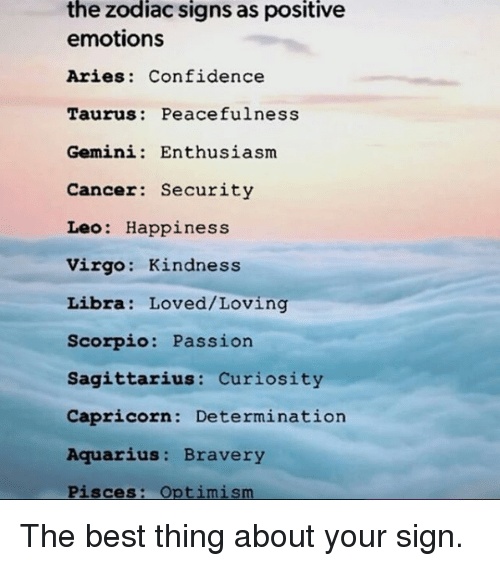 the zodiac signs as positive
emotions
Aries: Confidence
Taurus: Peacefulness
Gemini: Enthusiasm
Cancer: Security
Leo: Happiness
Virgo: Kindness
Libra: Loved/Loving
Scorpio: Passion
Sagittarius: Curiosity
Capricorn: Determination
Aquarius: Bravery
Pisces: Optimism
The best thing about your sign.